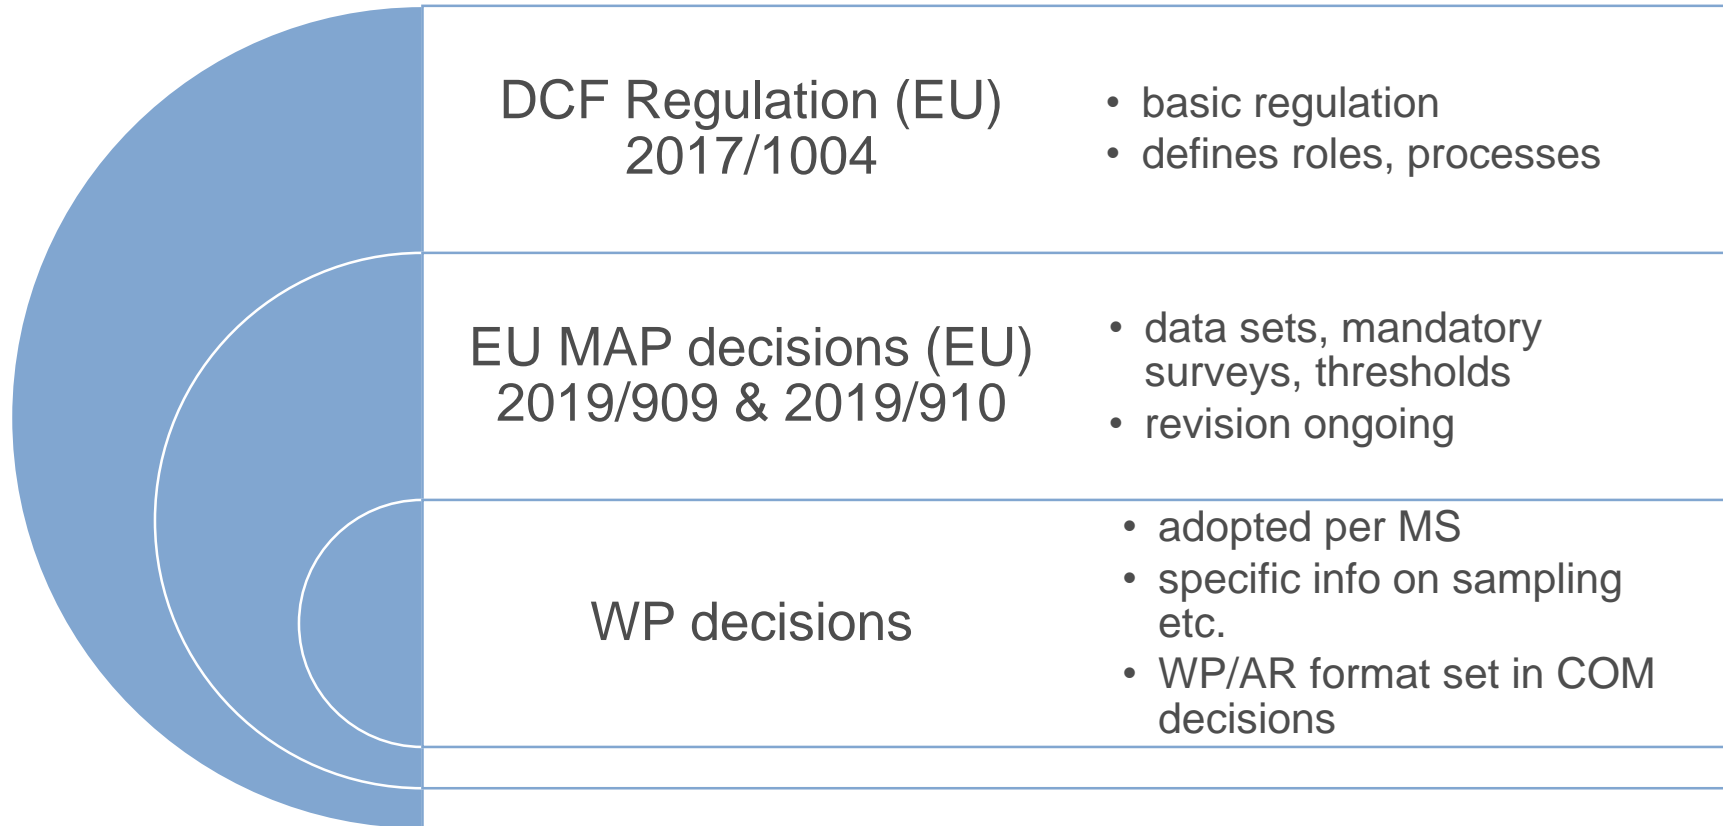 DCF Regulation (EU)
2017/1004
• basic regulation
• defines roles, processes
EU MAP decisions (EU)
2019/909 & 2019/910
• data sets, mandatory
surveys, thresholds
• revision ongoing
WP decisions
• adopted per MS
• specific info on sampling
etc.
• WP/AR format set in COM
decisions